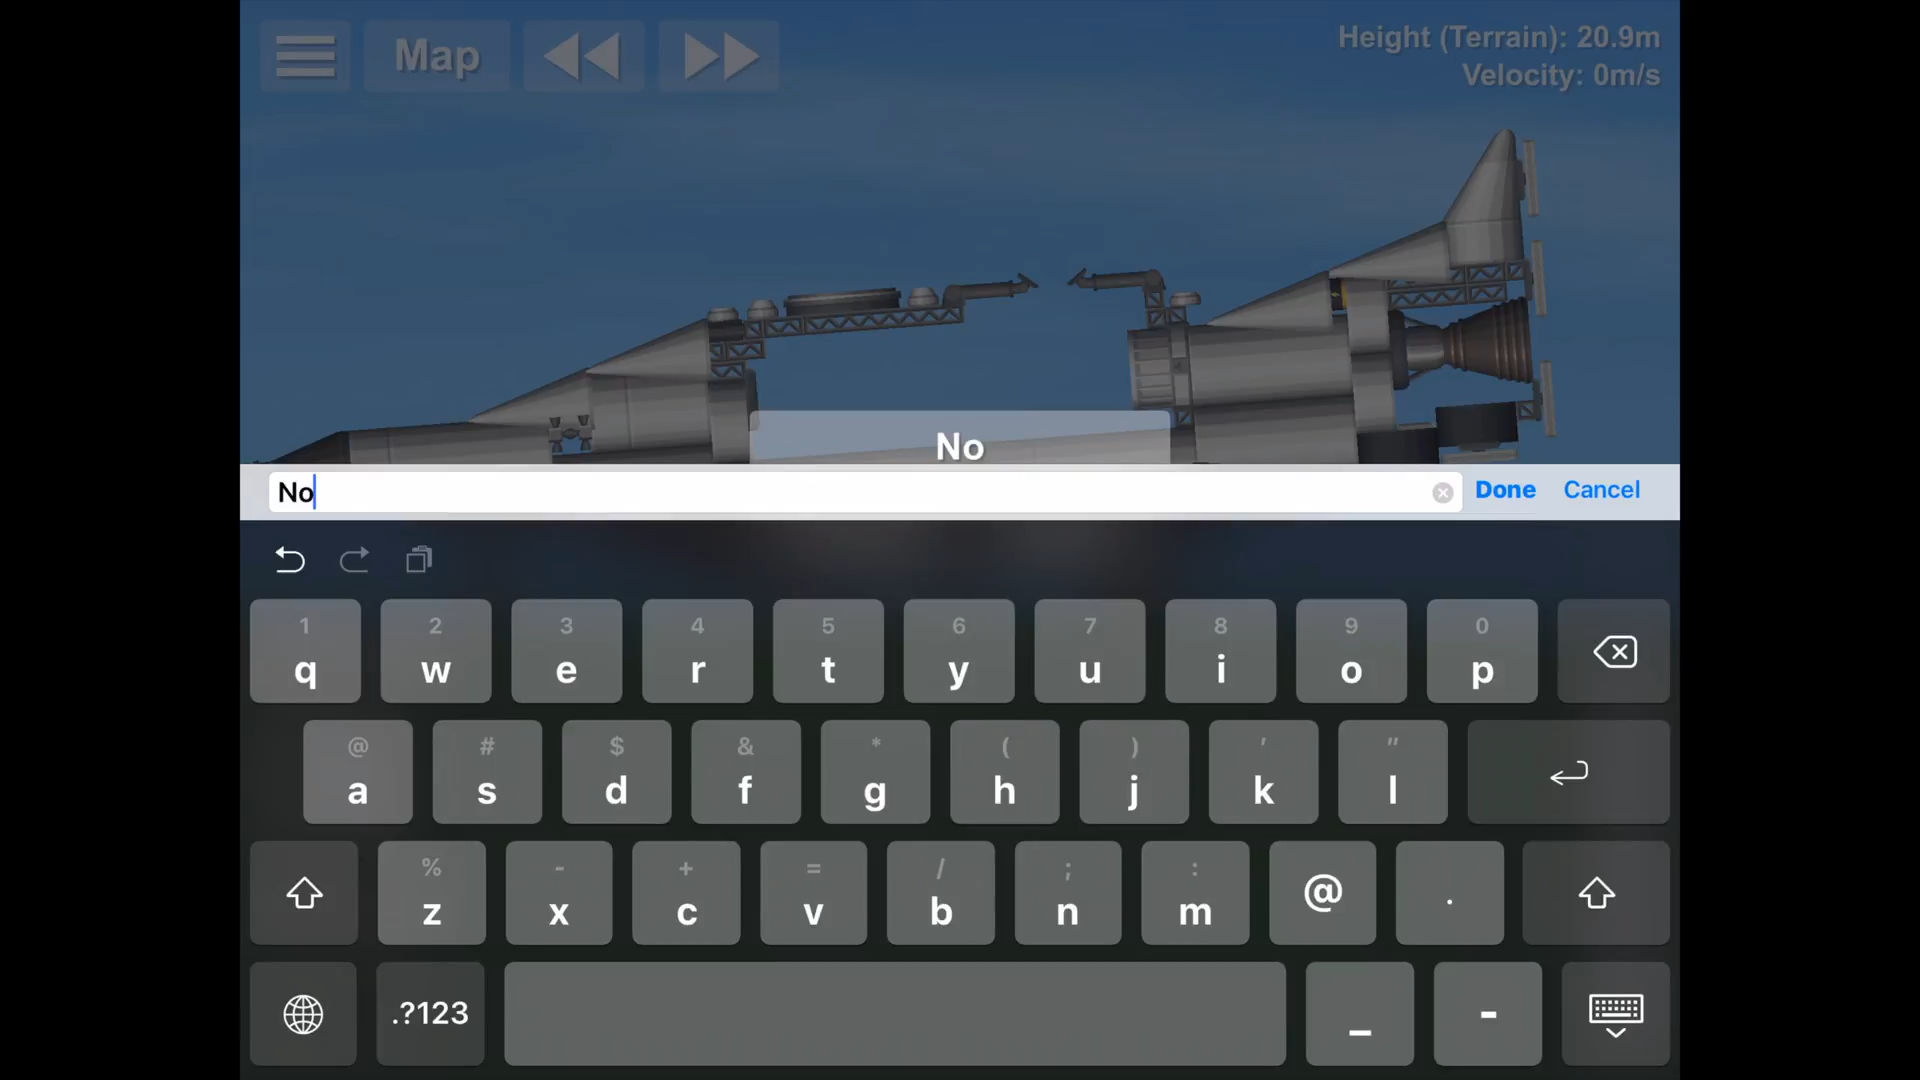 Map
Height (Terrain): 20.9m
Velocity: 0m/s
No
No
Done
Cancel
1 2 3 4 5 6 7 8 9 0
q w e r t y u i o p
@ # $ & * ( ) ' "
a s d f g h j k l
% - + = / ; :
z x c v b n m @ .
.?123 _ -